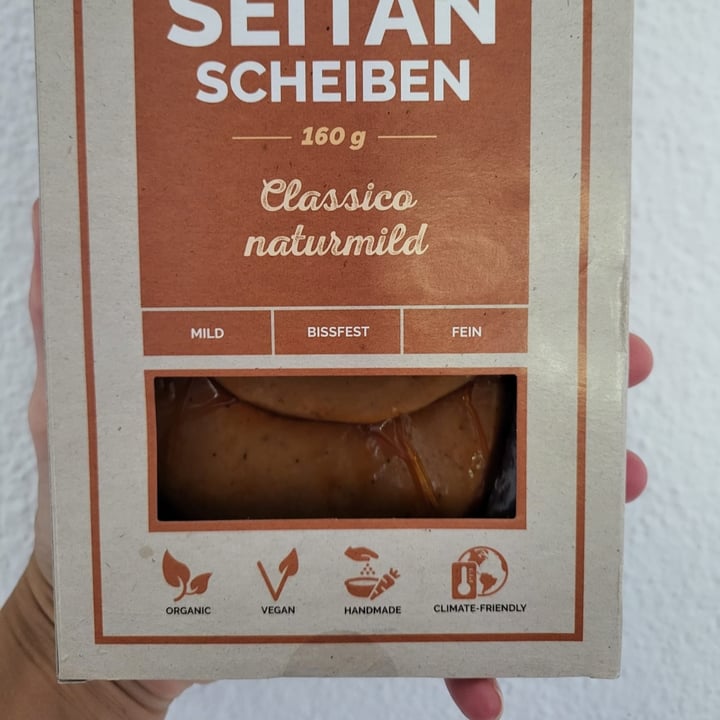 SEITAN
SCHEIBEN
160 g
Classico
naturmild
MILD
BISSFEST
FEIN
ORGANIC
VEGAN
HANDMADE
CLIMATE-FRIENDLY